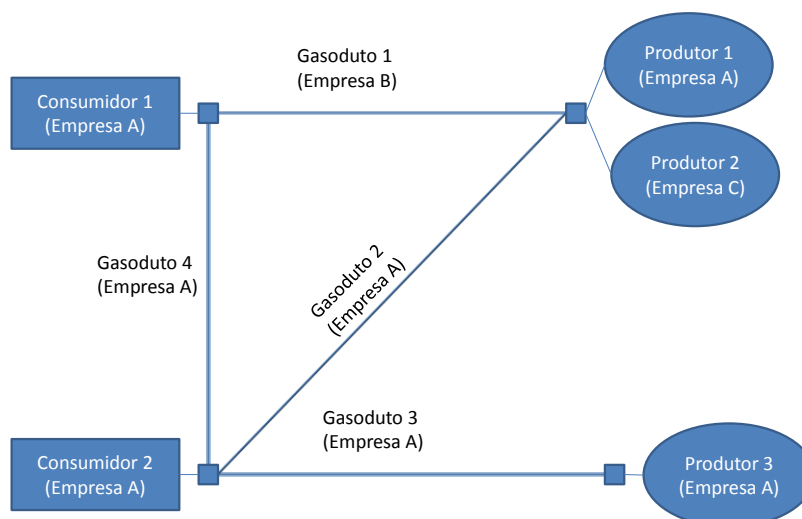 Gasoduto 1
(Empresa B)
Produtor 1
(Empresa A)
Consumidor 1
(Empresa A)
Produtor 2
(Empresa C)
Gasoduto 4
(Empresa A)
Gasoduto 2
(Empresa A)
Gasoduto 3
(Empresa A)
Consumidor 2
(Empresa A)
Produtor 3
(Empresa A)